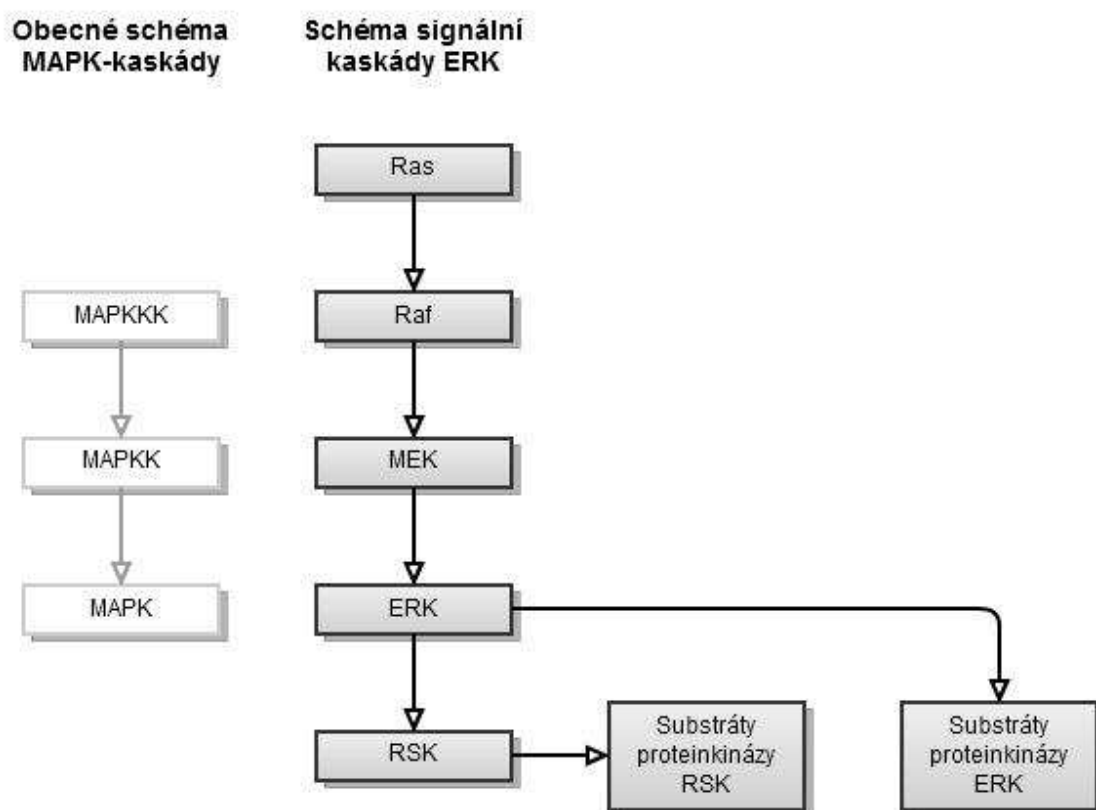 Obecné schéma
MAPK-kaskády
Schéma signální
kaskády ERK
Ras
MAPKKK
Raf
MAPKK
MEK
MAPK
ERK
RSK
Substráty
proteinkinázy
RSK
Substráty
proteinkinázy
ERK